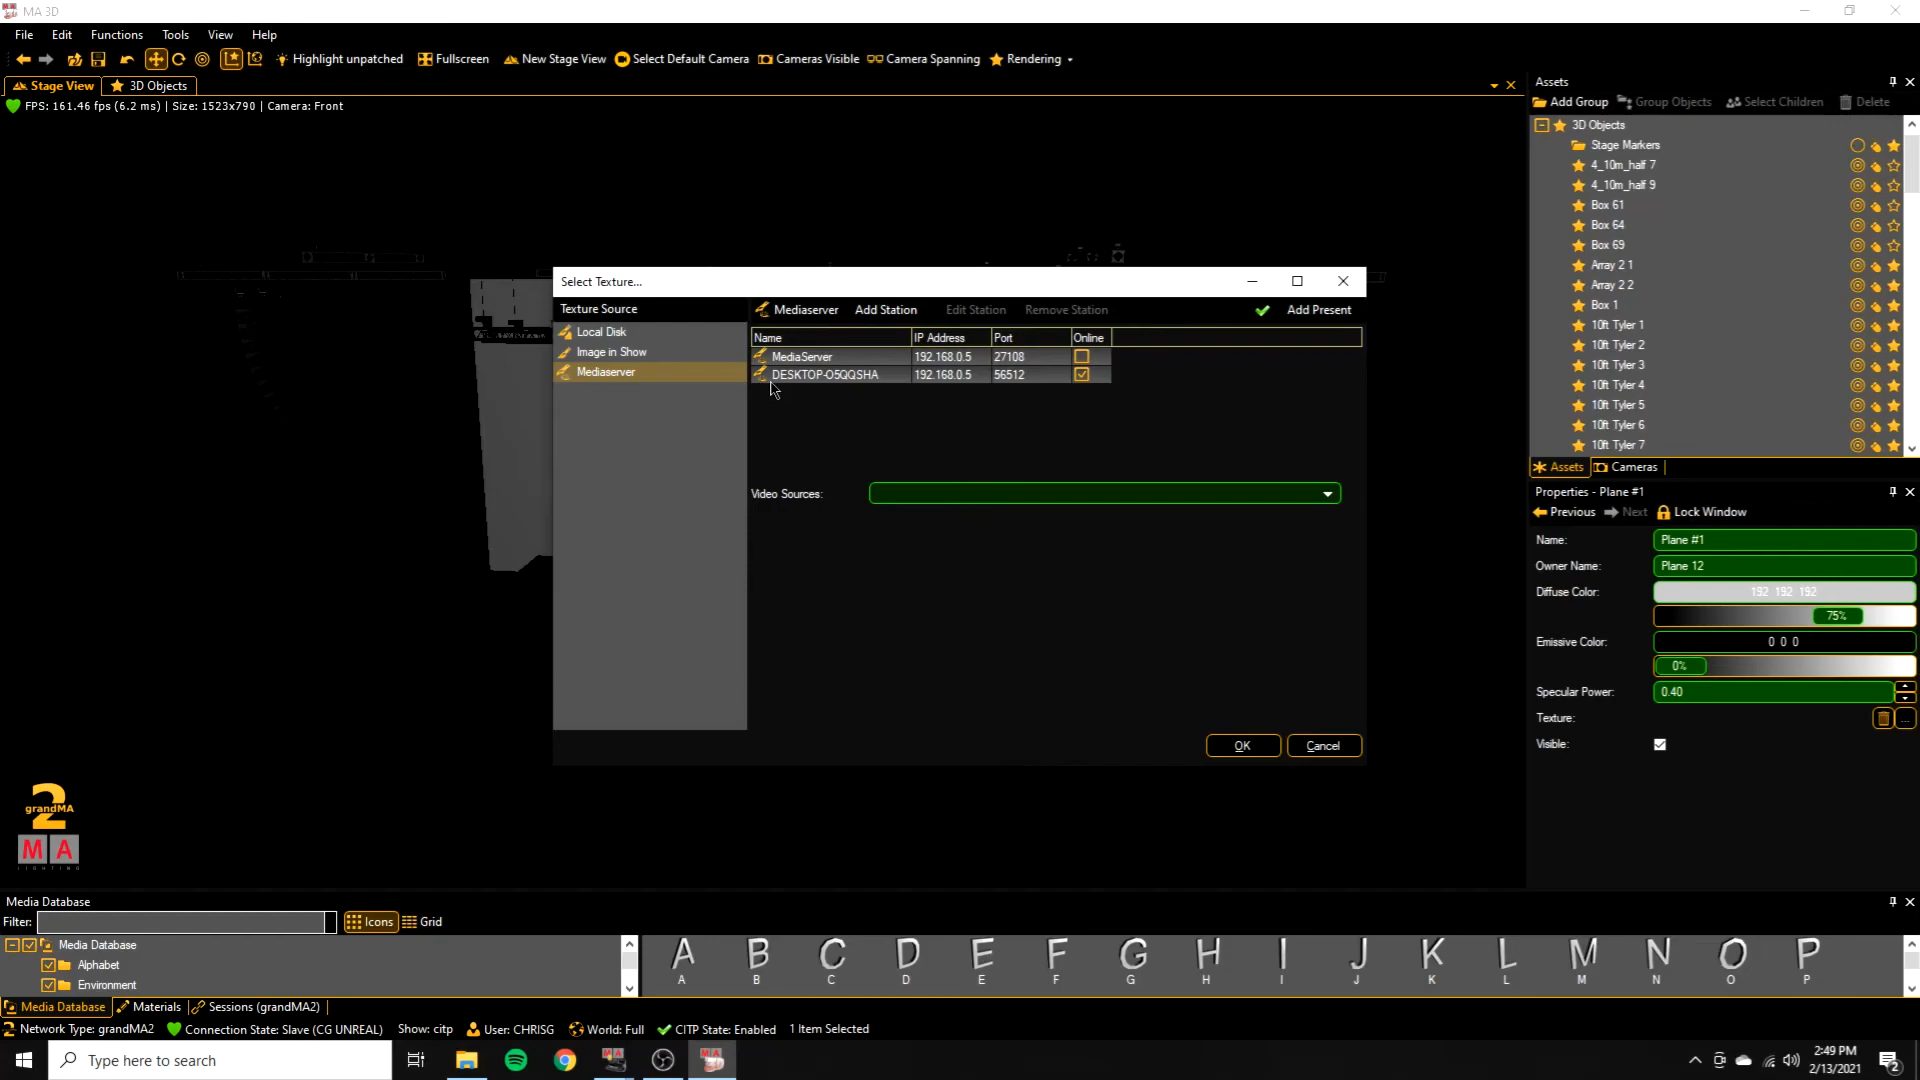 MA 3D
File Edit Functions Tools View Help
Highlight unpatched Fullscreen New Stage View Select Default Camera Cameras Visible Camera Spanning Rendering
Stage View 3D Objects
FPS: 161.46 fps (6.2 ms) | Size: 1523x790 | Camera: Front
Assets
Add Group Group Objects Select Children Delete
3D Objects
Stage Markers
4_10m_half 7
4_10m_half 9
Box 61
Box 64
Box 69
Array 2 1
Array 2 2
Box 1
10ft Tyler 1
10ft Tyler 2
10ft Tyler 3
10ft Tyler 4
10ft Tyler 5
10ft Tyler 6
10ft Tyler 7
Assets Cameras
Select Texture...
Texture Source
Local Disk
Image in Show
Mediaserver
Mediaserver Add Station Edit Station Remove Station Add Present
Name IP Address Port Online
MediaServer 192.168.0.5 27108
DESKTOP-O5QQSHA 192.168.0.5 56512
Video Sources:
OK Cancel
Properties - Plane #1
Previous Next Lock Window
Name: Plane #1
Owner Name: Plane 12
Diffuse Color: 192 192 192
75%
Emissive Color: 0 0 0
0%
Specular Power: 0.40
Texture: ...
Visible:
2
grandMA
MA
LIGHTING
Media Database
Filter: Icons Grid
Media Database
Alphabet
Environment
A B C D E F G H I J K L M N O P
A B C D E F G H I J K L M N O P
Media Database Materials Sessions (grandMA2)
Network Type: grandMA2 Connection State: Slave (CG UNREAL) Show: citp User: CHRISG World: Full CITP State: Enabled 1 Item Selected
Type here to search
2:49 PM
2/13/2021
2